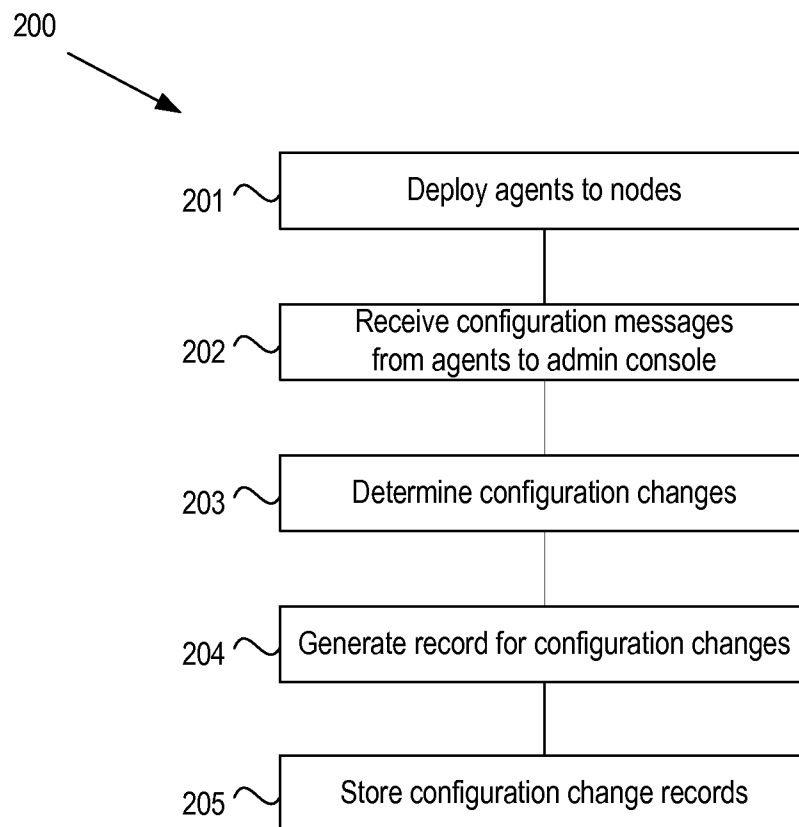 200
201
Deploy agents to nodes
202
Receive configuration messages
from agents to admin console
203
Determine configuration changes
204
Generate record for configuration changes
205
Store configuration change records